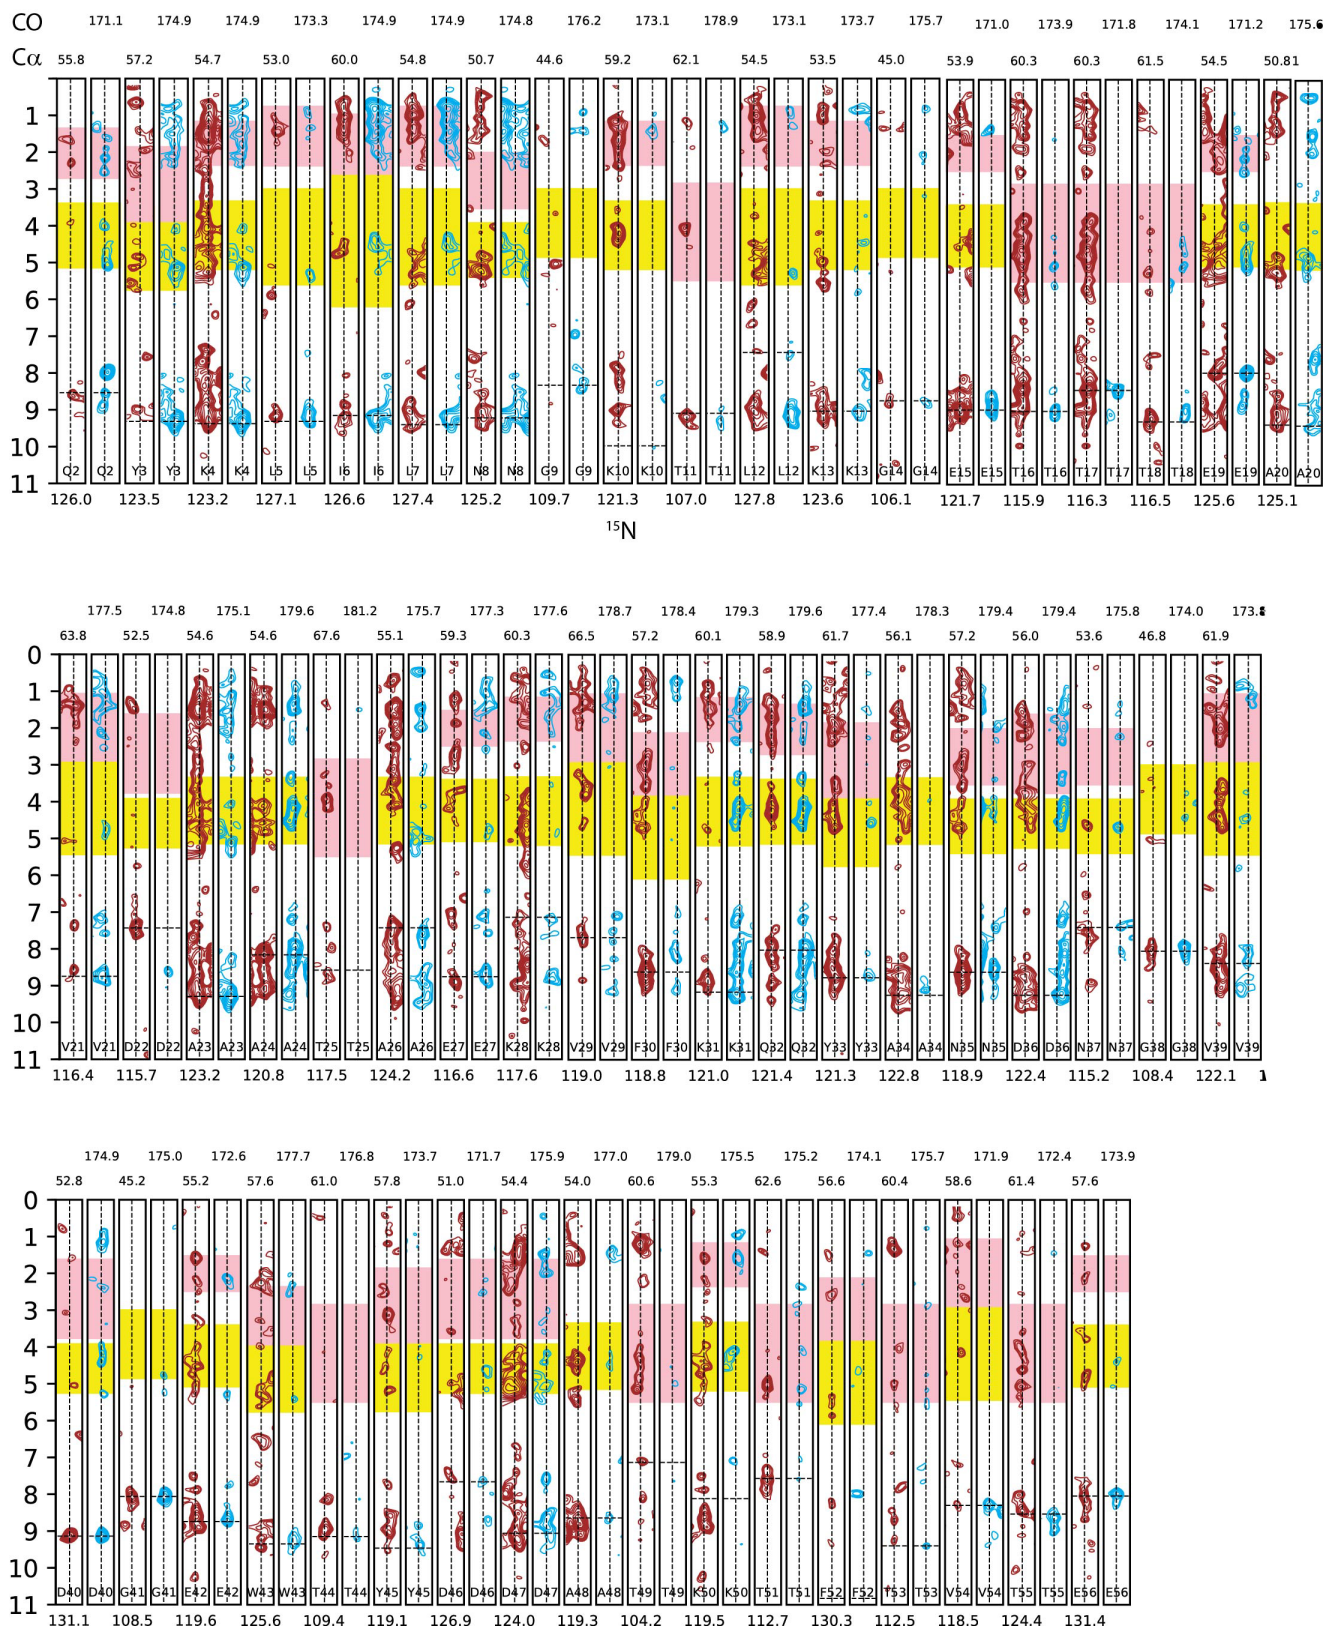 CO 171.1 174.9 174.9 173.3 174.9 174.9 174.8 176.2 173.1 178.9 173.1 173.7 175.7 171.0 173.9 171.8 174.1 171.2 175.6
Cα 55.8 57.2 54.7 53.0 60.0 54.8 50.7 44.6 59.2 62.1 54.5 53.5 45.0 53.9 60.3 60.3 61.5 54.5 50.81
1
2
3
4
5
6
7
8
9
10
Q2 Q2 Y3 Y3 K4 K4 L5 L5 I6 I6 L7 L7 N8 N8 G9 G9 K10 K10 T11 T11 L12 L12 K13 K13 G14 G14 E15 E15 T16 T16 T17 T17 T18 T18 E19 E19 A20 A20
11
126.0 123.5 123.2 127.1 126.6 127.4 125.2 109.7 121.3 107.0 127.8 123.6 106.1 121.7 115.9 116.3 116.5 125.6 125.1
15N
177.5 174.8 175.1 179.6 181.2 175.7 177.3 177.6 178.7 178.4 179.3 179.6 177.4 178.3 179.4 179.4 175.8 174.0 173.8
63.8 52.5 54.6 54.6 67.6 55.1 59.3 60.3 66.5 57.2 60.1 58.9 61.7 56.1 57.2 56.0 53.6 46.8 61.9
0
1
2
3
4
5
6
7
8
9
10
V21 V21 D22 D22 A23 A23 A24 A24 T25 T25 A26 A26 E27 E27 K28 K28 V29 V29 F30 F30 K31 K31 Q32 Q32 Y33 Y33 A34 A34 N35 N35 D36 D36 N37 N37 G38 G38 V39 V39
11
116.4 115.7 123.2 120.8 117.5 124.2 116.6 117.6 119.0 118.8 121.0 121.4 121.3 122.8 118.9 122.4 115.2 108.4 122.1
174.9 175.0 172.6 177.7 176.8 173.7 171.7 175.9 177.0 179.0 175.5 175.2 174.1 175.7 171.9 172.4 173.9
52.8 45.2 55.2 57.6 61.0 57.8 51.0 54.4 54.0 60.6 55.3 62.6 56.6 60.4 58.6 61.4 57.6
0
1
2
3
4
5
6
7
8
9
10
D40 D40 G41 G41 E42 E42 W43 W43 T44 T44 Y45 Y45 D46 D46 D47 D47 A48 A48 T49 T49 K50 K50 T51 T51 F52 F52 T53 T53 V54 V54 T55 T55 E56 E56
11
131.1 108.5 119.6 125.6 109.4 119.1 126.9 124.0 119.3 104.2 119.5 112.7 130.3 112.5 118.5 124.4 131.4